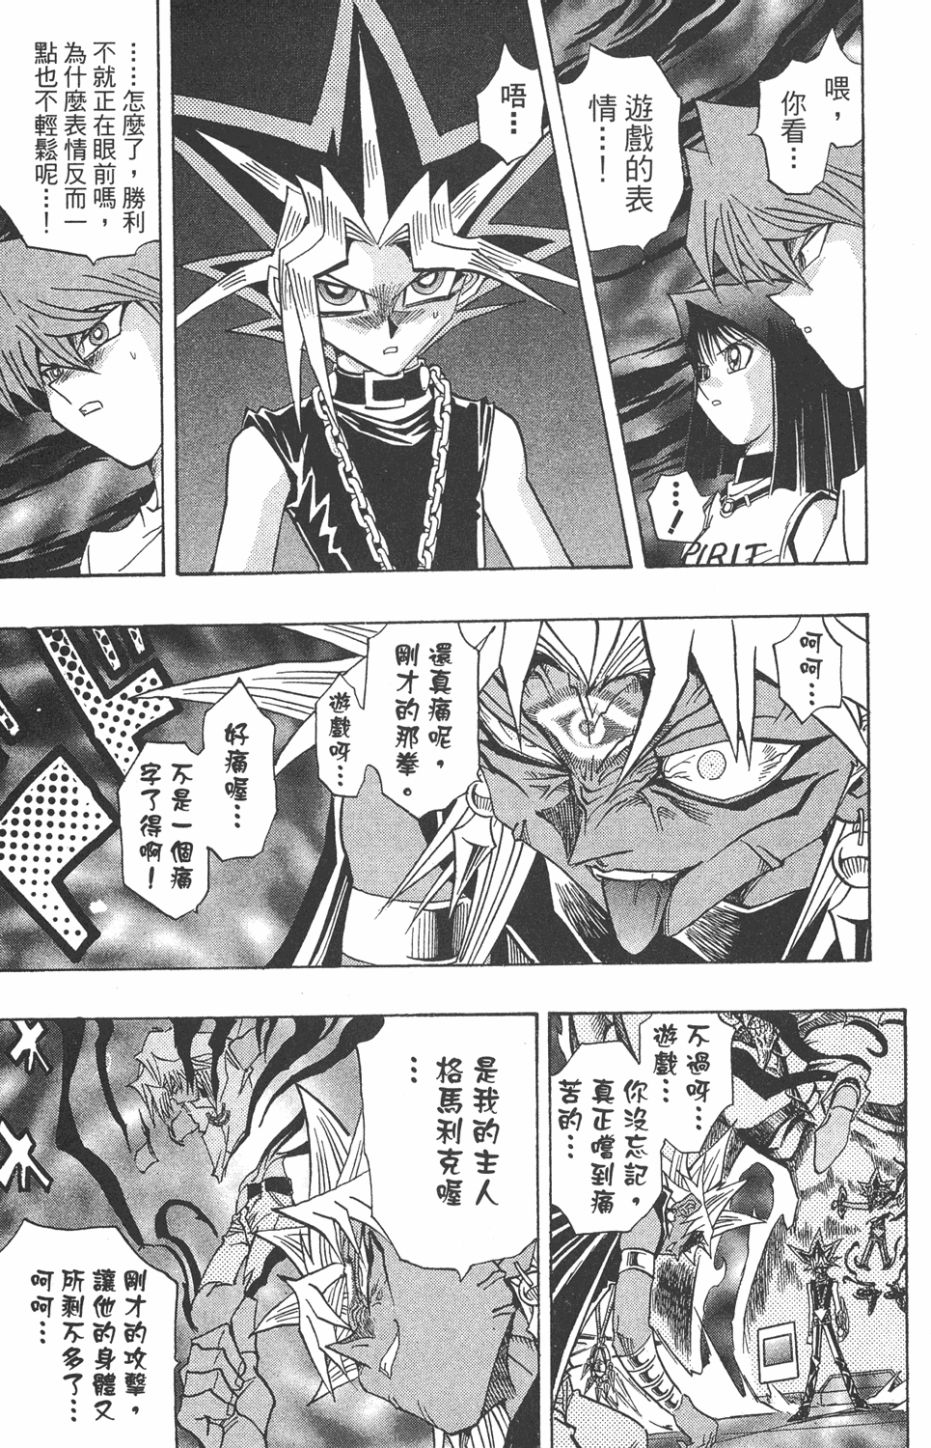 喂，
你看…
遊戲的表
情…！
…！
PIRIT
唔…
……怎麼了，勝利
不就正在眼前嗎，
為什麼表情反而一
點也不輕鬆呢…！
呵呵…
還真痛呢，
剛才的那拳。
遊戲呀…
好痛喔…
不是一個痛
字了得啊！
不過呀…
遊戲…
你沒忘記，
真正嚐到痛
苦的…
是我的主人
格馬利克喔
…
剛才的攻擊，
讓他的身體又
所剩不多了…
呵呵…